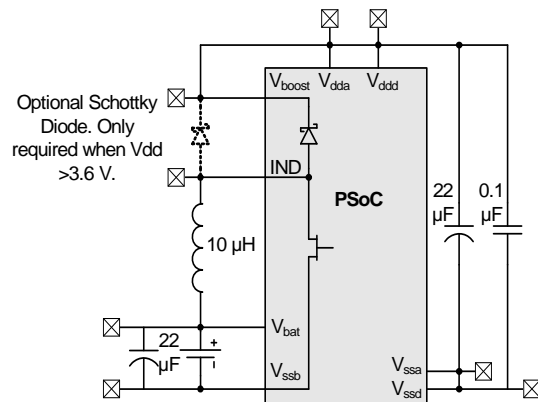 Vboost
Vdda
Vddd
Optional Schottky
Diode. Only
required when Vdd
>3.6 V.
IND
PSoC
22
µF
0.1
µF
10 µH
Vbat
22
µF
+
Vssb
Vssa
Vssd